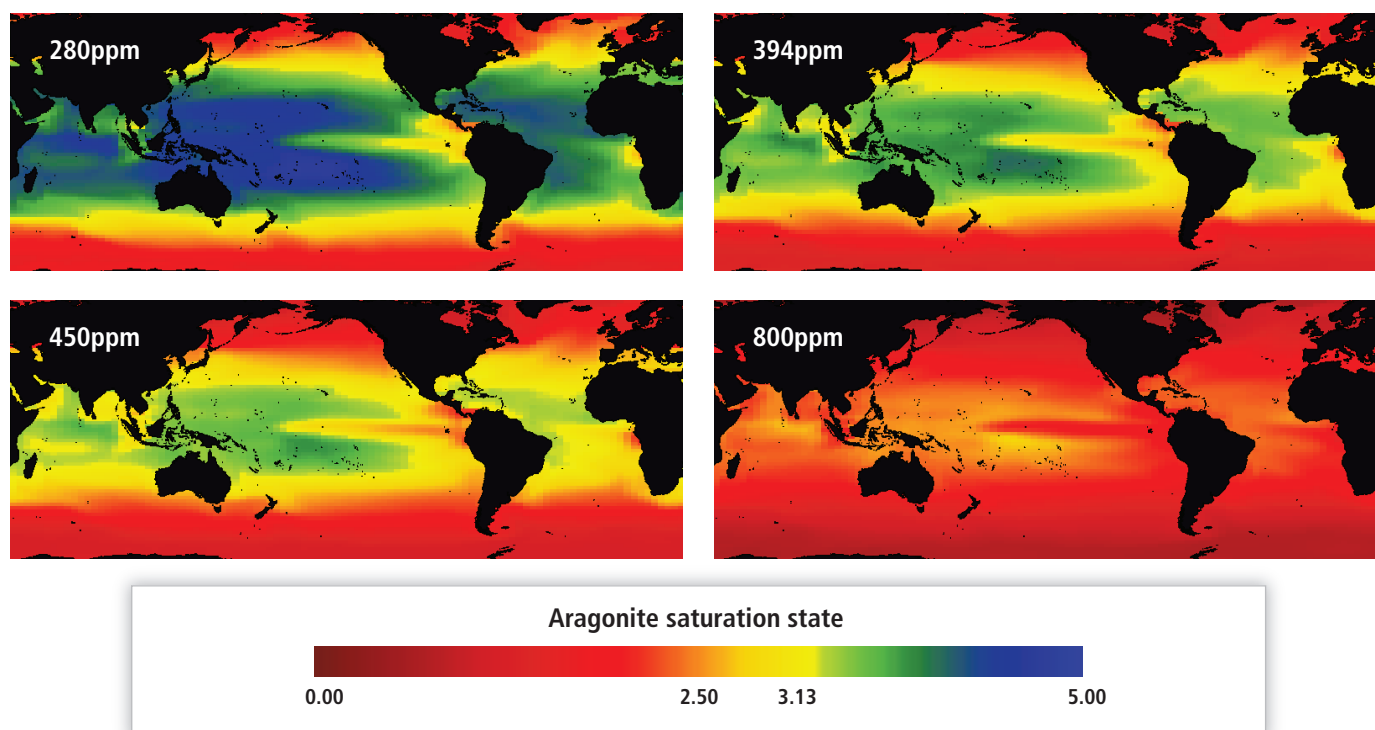 280ppm
394ppm
450ppm
800ppm
Aragonite saturation state
0.00 2.50 3.13 5.00